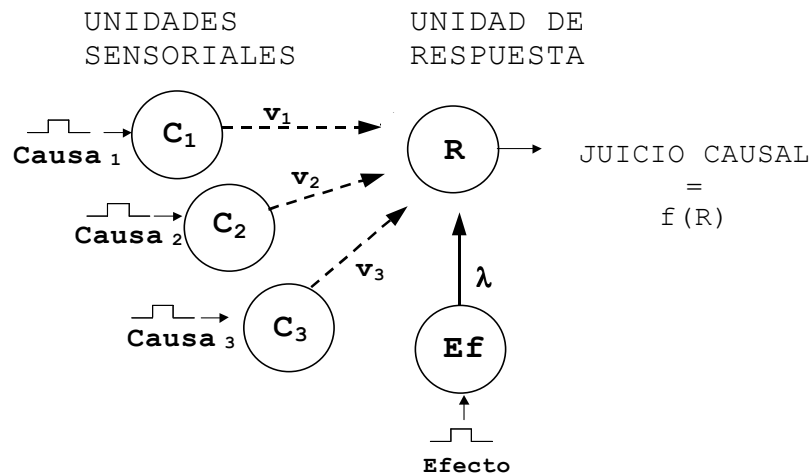 UNIDADES
SENSORIALES
UNIDAD DE
RESPUESTA
C₁
v₁
Causa ₁
R
JUICIO CAUSAL
=
f(R)
C₂
v₂
Causa ₂
v₃
C₃
Causa ₃
λ
Ef
Efecto